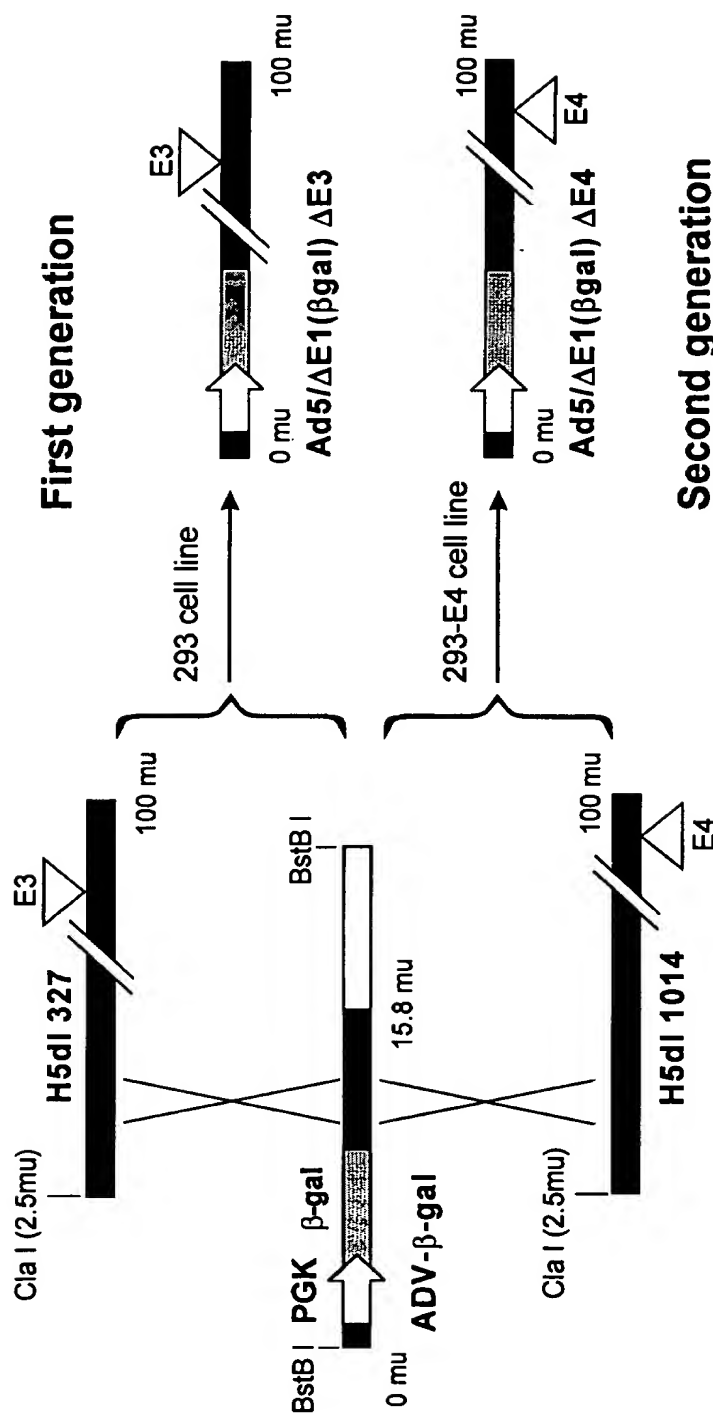 First generation
Cla I (2.5mu)
H5dl 327
E3
100 mu
293 cell line
E3
0 mu
100 mu
Ad5/ΔE1(βgal) ΔE3
BstB I
PGK
β-gal
BstB I
0 mu
ADV-β-gal
15.8 mu
293-E4 cell line
0 mu
100 mu
Ad5/ΔE1(βgal) ΔE4
E4
Cla I (2.5mu)
100 mu
H5dl 1014
E4
Second generation